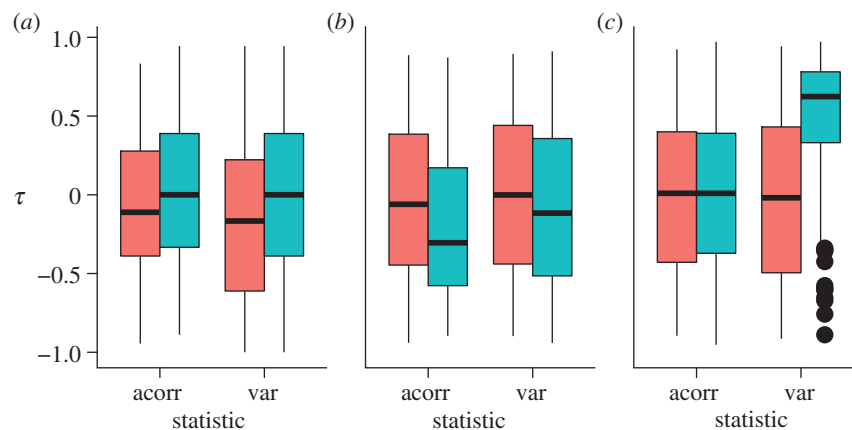 (a) (b) (c)
1.0
0.5
τ 0
−0.5
−1.0
acorr var acorr var acorr var
statistic statistic statistic